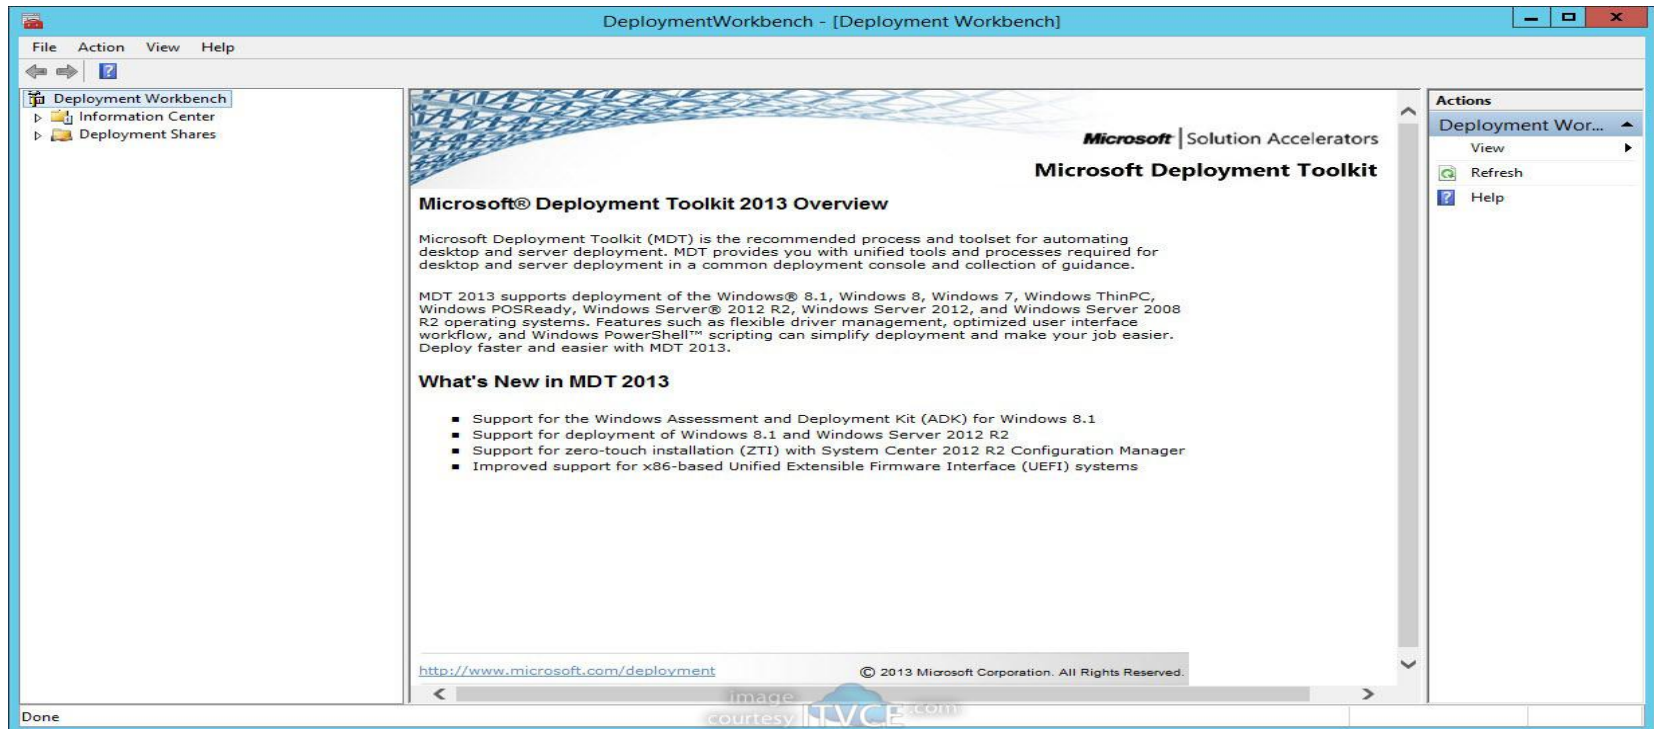 DeploymentWorkbench - [Deployment Workbench]
File Action View Help
Deployment Workbench
Information Center
Deployment Shares
Microsoft Solution Accelerators
Microsoft Deployment Toolkit
Microsoft® Deployment Toolkit 2013 Overview
Microsoft Deployment Toolkit (MDT) is the recommended process and toolset for automating
desktop and server deployment. MDT provides you with unified tools and processes required for
desktop and server deployment in a common deployment console and collection of guidance.
MDT 2013 supports deployment of the Windows® 8.1, Windows 8, Windows 7, Windows ThinPC,
Windows POSReady, Windows Server® 2012 R2, Windows Server 2012, and Windows Server 2008
R2 operating systems. Features such as flexible driver management, optimized user interface
workflow, and Windows PowerShell™ scripting can simplify deployment and make your job easier.
Deploy faster and easier with MDT 2013.
What's New in MDT 2013
Support for the Windows Assessment and Deployment Kit (ADK) for Windows 8.1
Support for deployment of Windows 8.1 and Windows Server 2012 R2
Support for zero-touch installation (ZTI) with System Center 2012 R2 Configuration Manager
Improved support for x86-based Unified Extensible Firmware Interface (UEFI) systems
http://www.microsoft.com/deployment © 2013 Microsoft Corporation. All Rights Reserved.
Actions
Deployment Wor...
View
Refresh
Help
image
courtesy ITVCE.com
Done